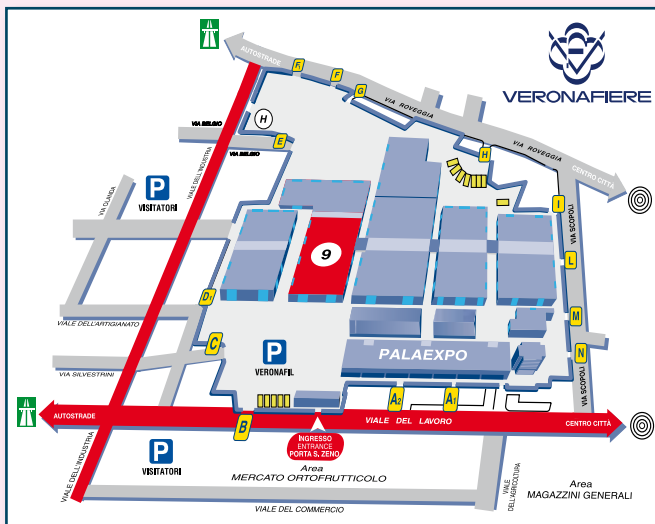 AUTOSTRADE
F1
F
G
VIA ROVEGGIA
VERONAFIERE
H
VIA BELGIO
E
VIA BELGIO
H
VIA ROVEGGIA
CENTRO CITTÀ
P
VISITATORI
VIA OLANDA
VIALE DELL'INDUSTRIA
I
VIA SCOPOLI
9
L
D1
M
VIALE DELL'ARTIGIANATO
C
P
VERONAFIL
PALAEXPO
N
VIA SILVESTRINI
A2
A1
VIA SCOPOLI
AUTOSTRADE
B
VIALE DEL LAVORO
CENTRO CITTÀ
INGRESSO
ENTRANCE
PORTA S. ZENO
P
VISITATORI
VIALE DELL'INDUSTRIA
Area
MERCATO ORTOFRUTTICOLO
VIALE
DELL'AGRICOLTURA
Area
MAGAZZINI GENERALI
VIALE DEL COMMERCIO